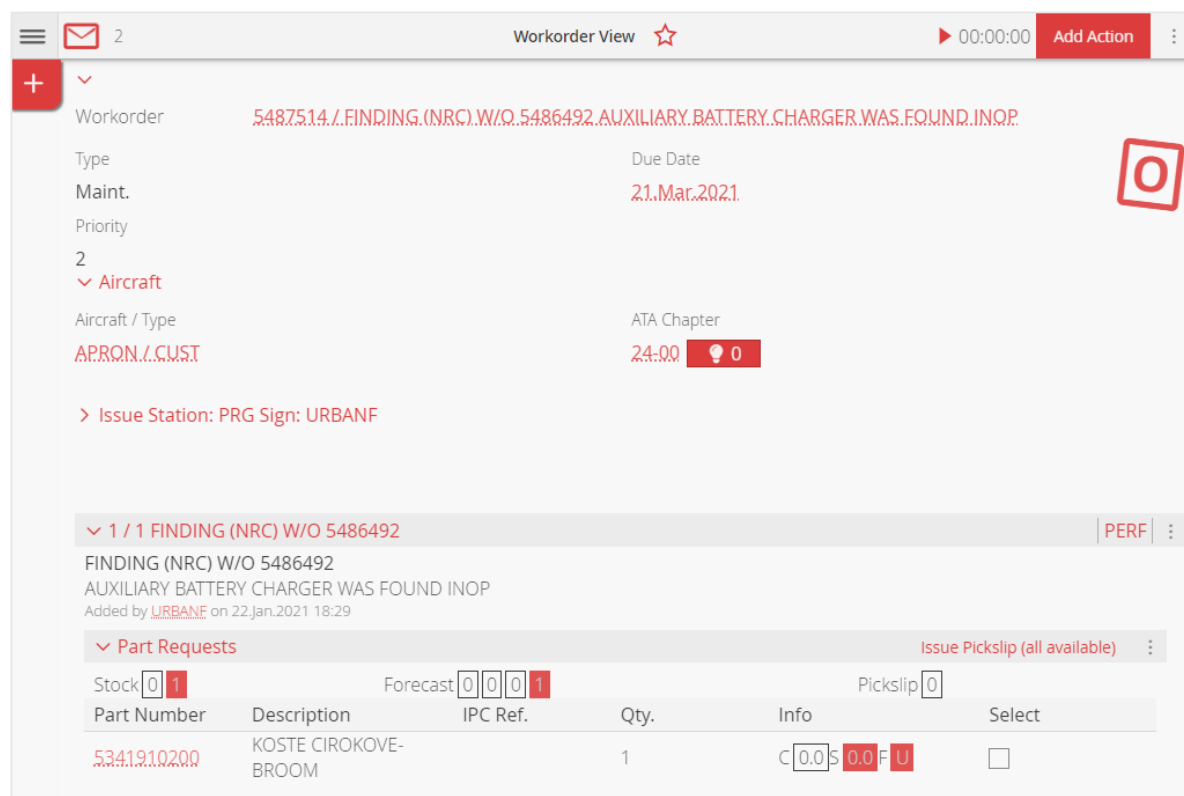 2 Workorder View 00:00:00 Add Action
Workorder 5487514 / FINDING (NRC) W/O 5486492 AUXILIARY BATTERY CHARGER WAS FOUND INOP
Type Due Date
Maint. 21.Mar.2021
O
Priority
2
Aircraft
Aircraft / Type ATA Chapter
APRON / CUST 24-00 0
Issue Station: PRG Sign: URBANF
1 / 1 FINDING (NRC) W/O 5486492 PERF
FINDING (NRC) W/O 5486492
AUXILIARY BATTERY CHARGER WAS FOUND INOP
Added by URBANF on 22.Jan.2021 18:29
Part Requests Issue Pickslip (all available)
Stock 0 1 Forecast 0 0 0 1 Pickslip 0
Part Number Description IPC Ref. Qty. Info Select
5341910200 KOSTE CIROKOVE-BROOM 1 C 0.0 S 0.0 F U